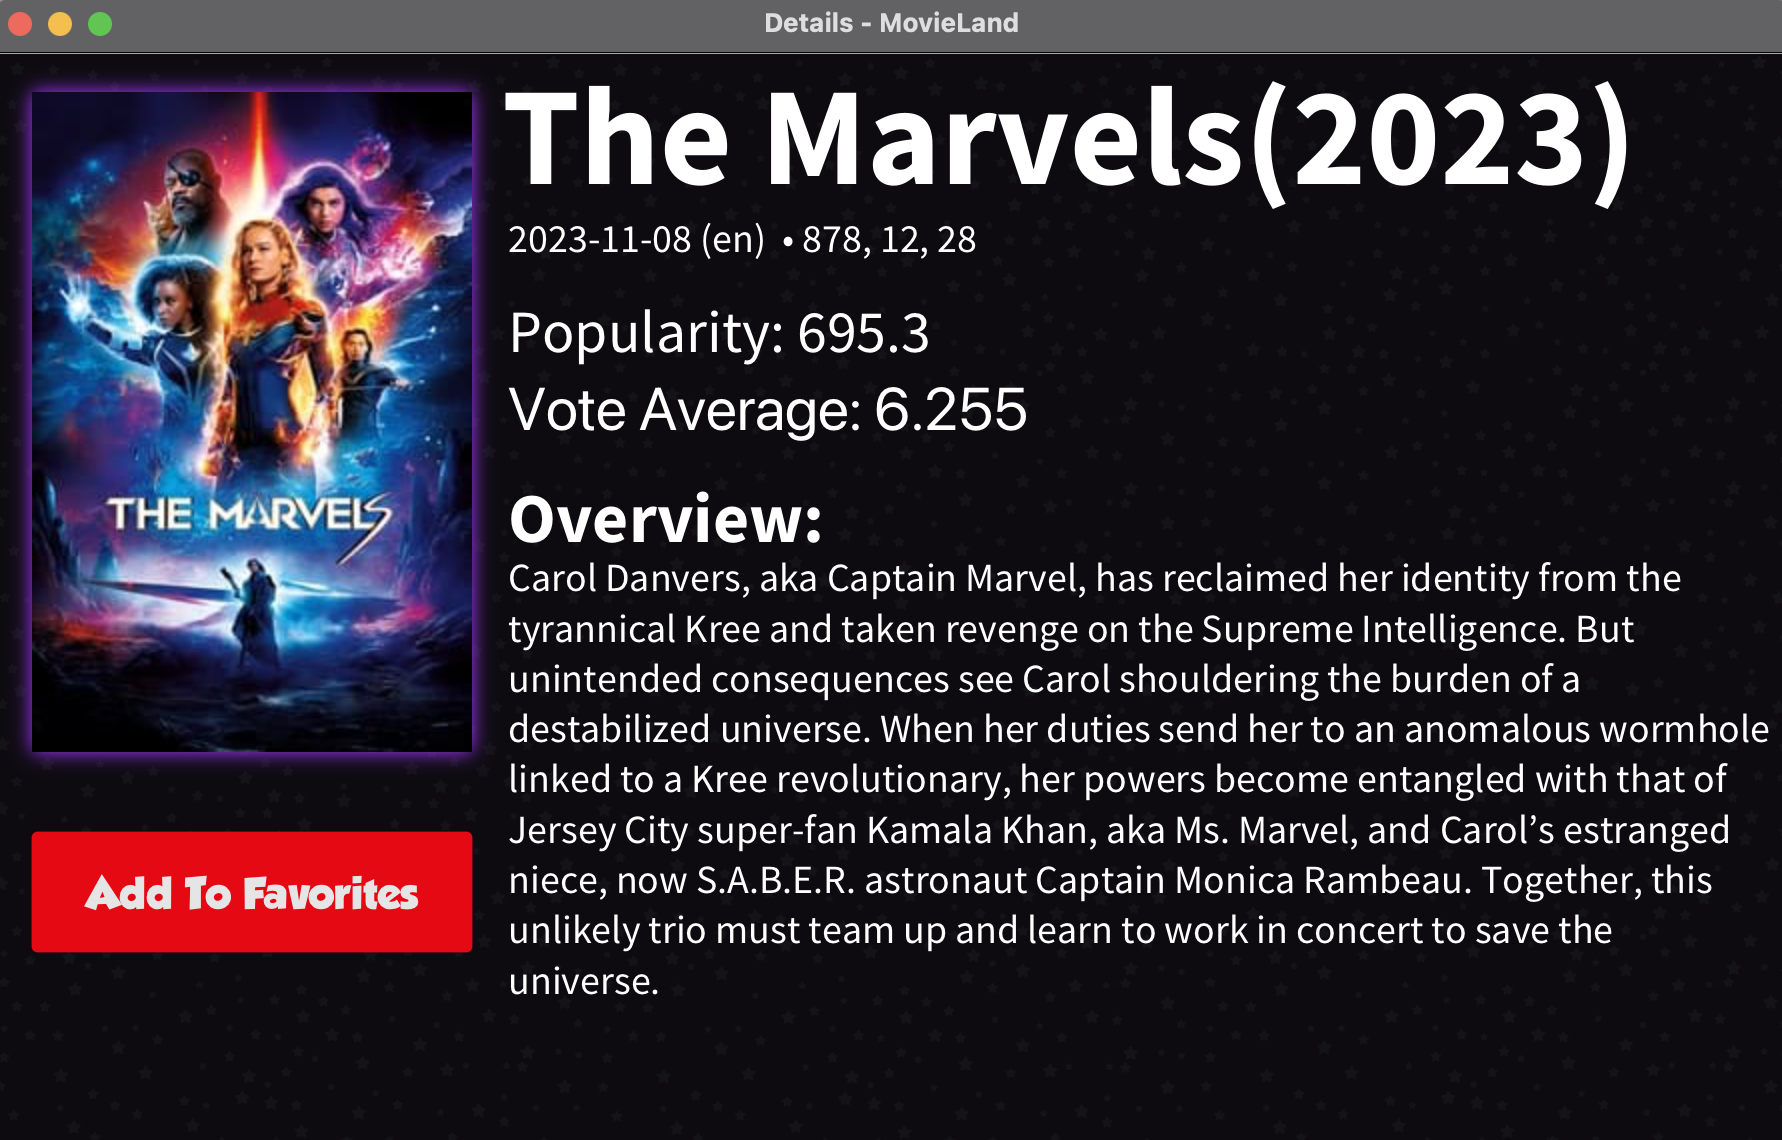 Details - MovieLand
The Marvels(2023)
2023-11-08 (en) • 878, 12, 28
Popularity: 695.3
Vote Average: 6.255
THE MARVELS
Overview:
Carol Danvers, aka Captain Marvel, has reclaimed her identity from the
tyrannical Kree and taken revenge on the Supreme Intelligence. But
unintended consequences see Carol shouldering the burden of a
destabilized universe. When her duties send her to an anomalous wormhole
linked to a Kree revolutionary, her powers become entangled with that of
Jersey City super-fan Kamala Khan, aka Ms. Marvel, and Carol’s estranged
niece, now S.A.B.E.R. astronaut Captain Monica Rambeau. Together, this
unlikely trio must team up and learn to work in concert to save the
universe.
Add To Favorites